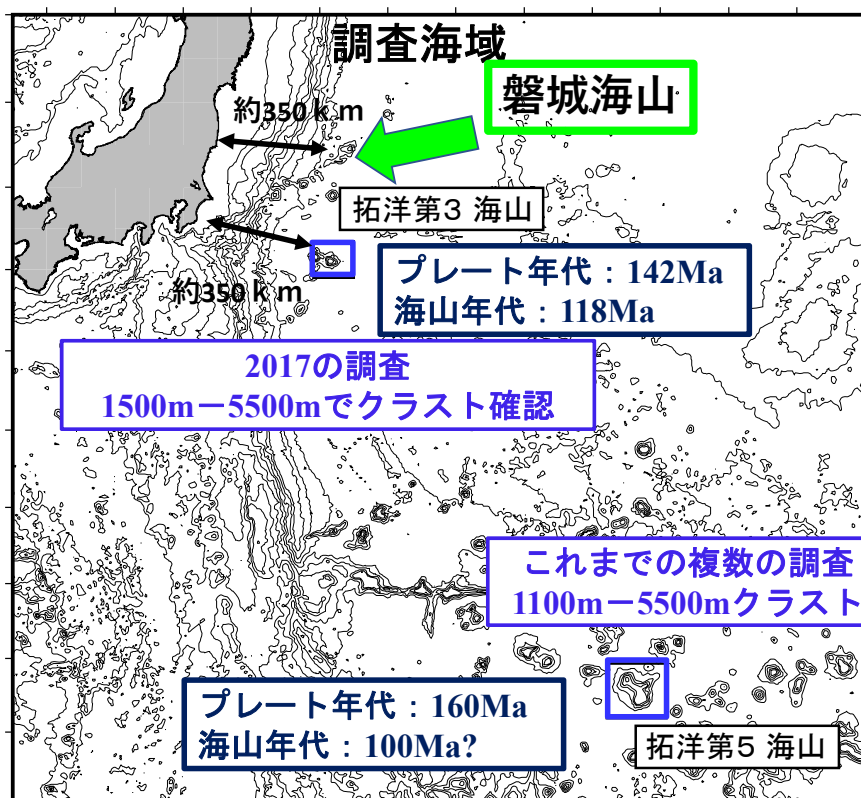 調査海域
磐城海山
約350ｋｍ
拓洋第3 海山
プレート年代：142Ma
海山年代：118Ma
約350ｋｍ
2017の調査
1500m－5500mでクラスト確認
これまでの複数の調査
1100m－5500mクラスト
プレート年代：160Ma
海山年代：100Ma?
拓洋第5 海山